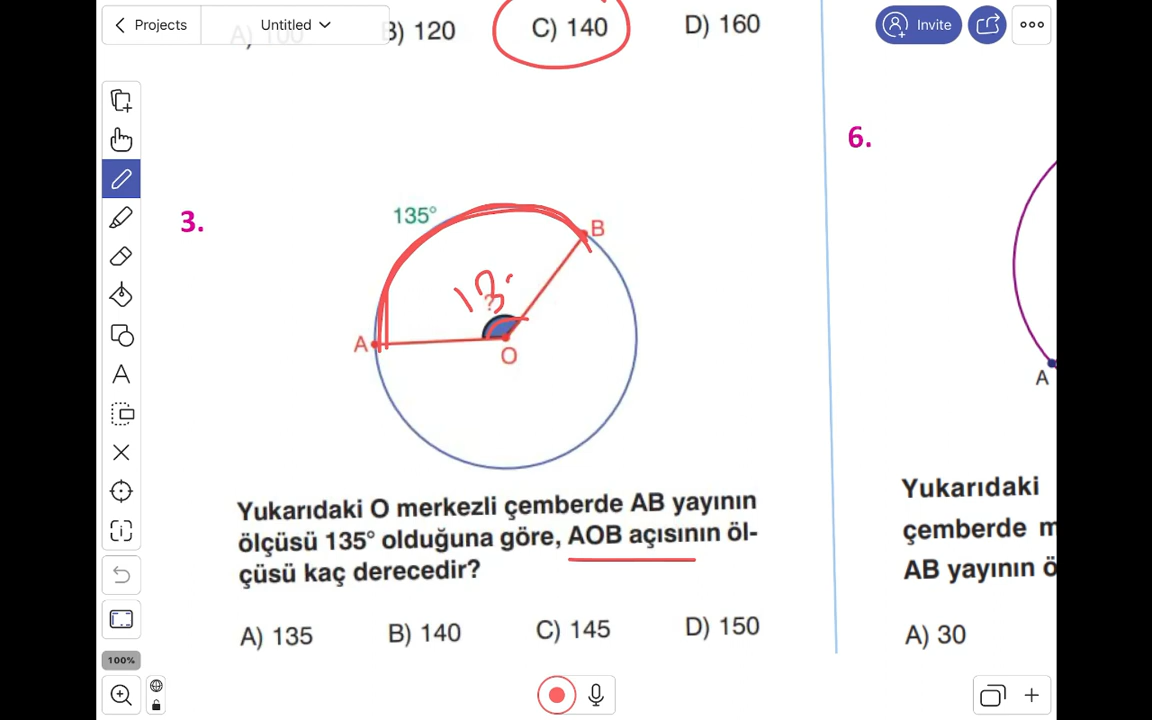 Projects
Untitled
Invite
B) 120
C) 140
D) 160
3.
135°
B
13
?
A
O
Yukarıdaki O merkezli çemberde AB yayının
ölçüsü 135° olduğuna göre, AOB açısının öl-
çüsü kaç derecedir?
A) 135
B) 140
C) 145
D) 150
6.
A
Yukarıdaki
çemberde
AB yayının
A) 30
100%